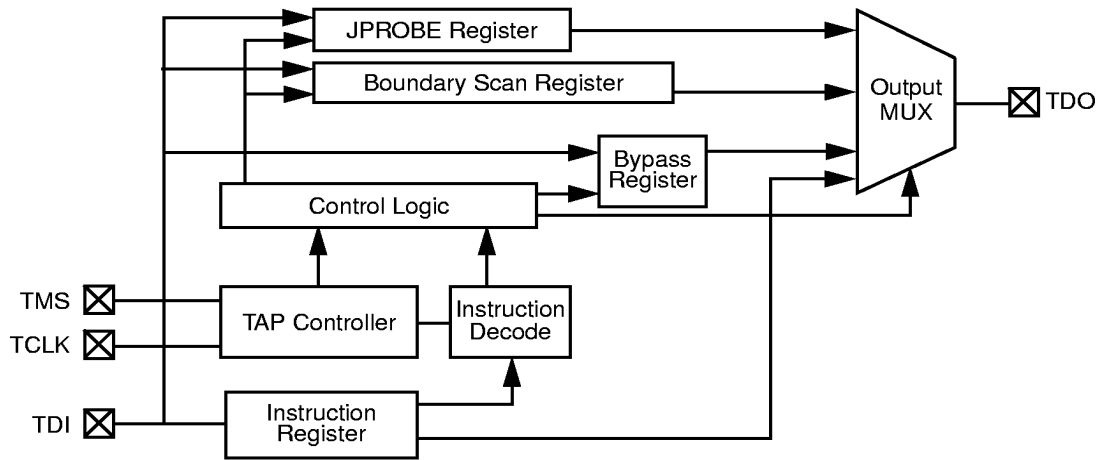 JPROBE Register
Boundary Scan Register
Output
MUX
TDO
Bypass
Register
Control Logic
TMS
TCLK
TAP Controller
Instruction
Decode
TDI
Instruction
Register